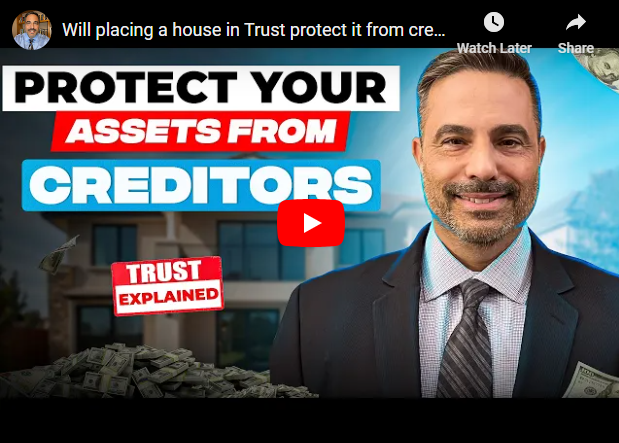 Will placing a house in Trust protect it from cre...
Watch Later
Share
PROTECT YOUR
ASSETS FROM
CREDITORS
TRUST
EXPLAINED